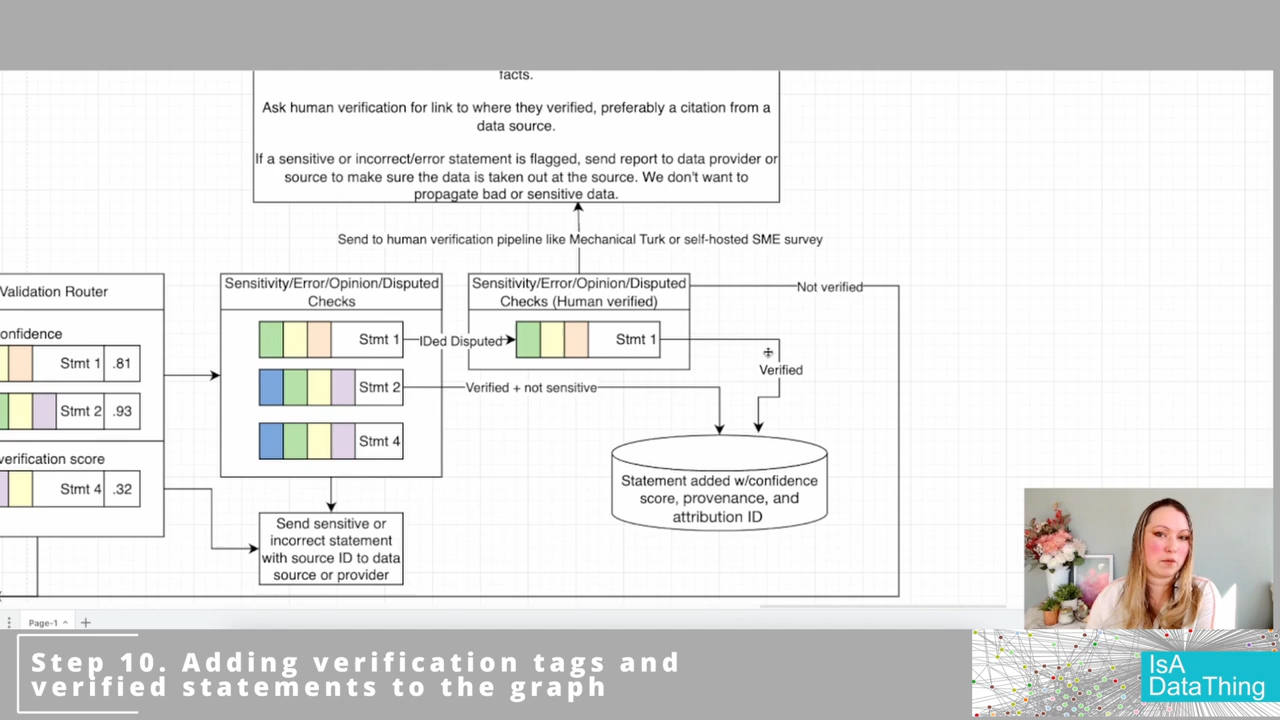 facts.
Ask human verification for link to where they verified, preferably a citation from a
data source.
If a sensitive or incorrect/error statement is flagged, send report to data provider or
source to make sure the data is taken out at the source. We don't want to
propagate bad or sensitive data.
Send to human verification pipeline like Mechanical Turk or self-hosted SME survey
Validation Router
onfidence
Stmt 1 .81
Stmt 2 .93
verification score
Stmt 4 .32
Sensitivity/Error/Opinion/Disputed
Checks
Stmt 1
Stmt 2
Stmt 4
IDed Disputed
Verified + not sensitive
Sensitivity/Error/Opinion/Disputed
Checks (Human verified)
Stmt 1
Not verified
Verified
Statement added w/confidence
score, provenance, and
attribution ID
Send sensitive or
incorrect statement
with source ID to data
source or provider
Page-1
Step 10. Adding verification tags and
verified statements to the graph
IsA
DataThing